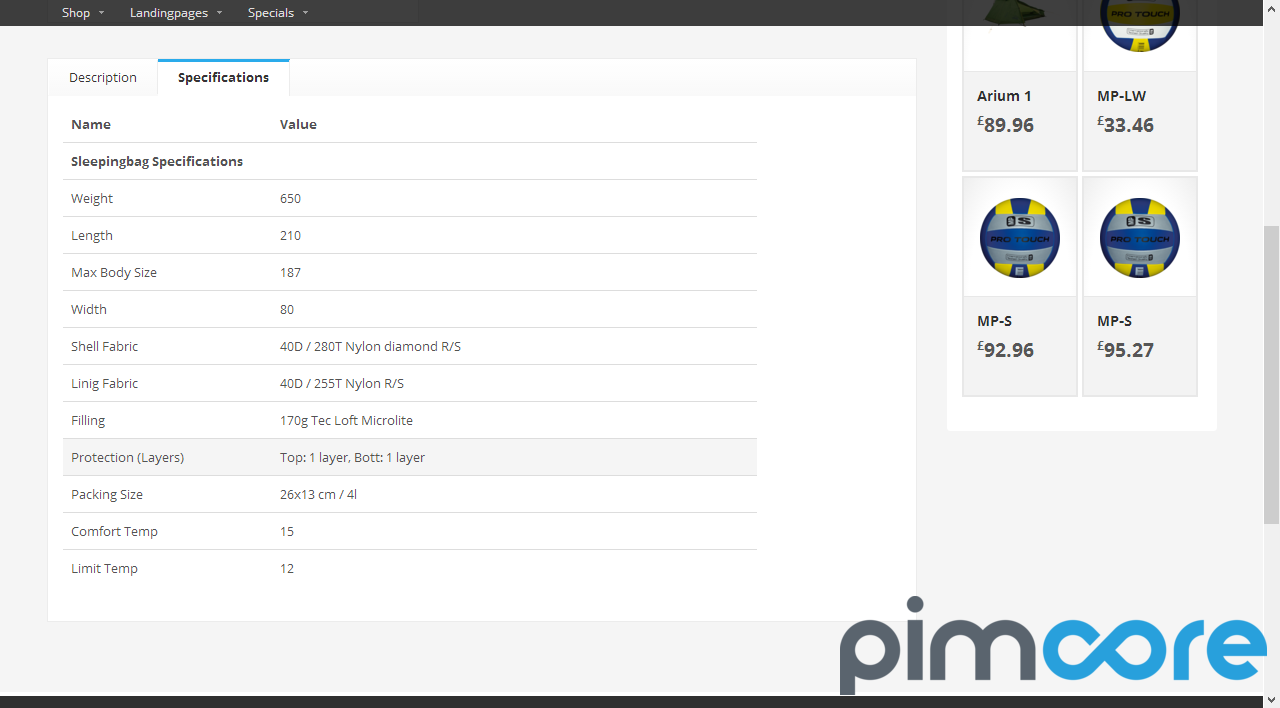 Shop Landingpages Specials
Description Specifications
Name Value
Sleepingbag Specifications
Weight 650
Length 210
Max Body Size 187
Width 80
Shell Fabric 40D / 280T Nylon diamond R/S
Linig Fabric 40D / 255T Nylon R/S
Filling 170g Tec Loft Microlite
Protection (Layers) Top: 1 layer, Bott: 1 layer
Packing Size 26x13 cm / 4l
Comfort Temp 15
Limit Temp 12
PRO TOUCH
Arium 1 MP-LW
£89.96 £33.46
S S
PRO TOUCH PRO TOUCH
MP-S MP-S
£92.96 £95.27
pimcore